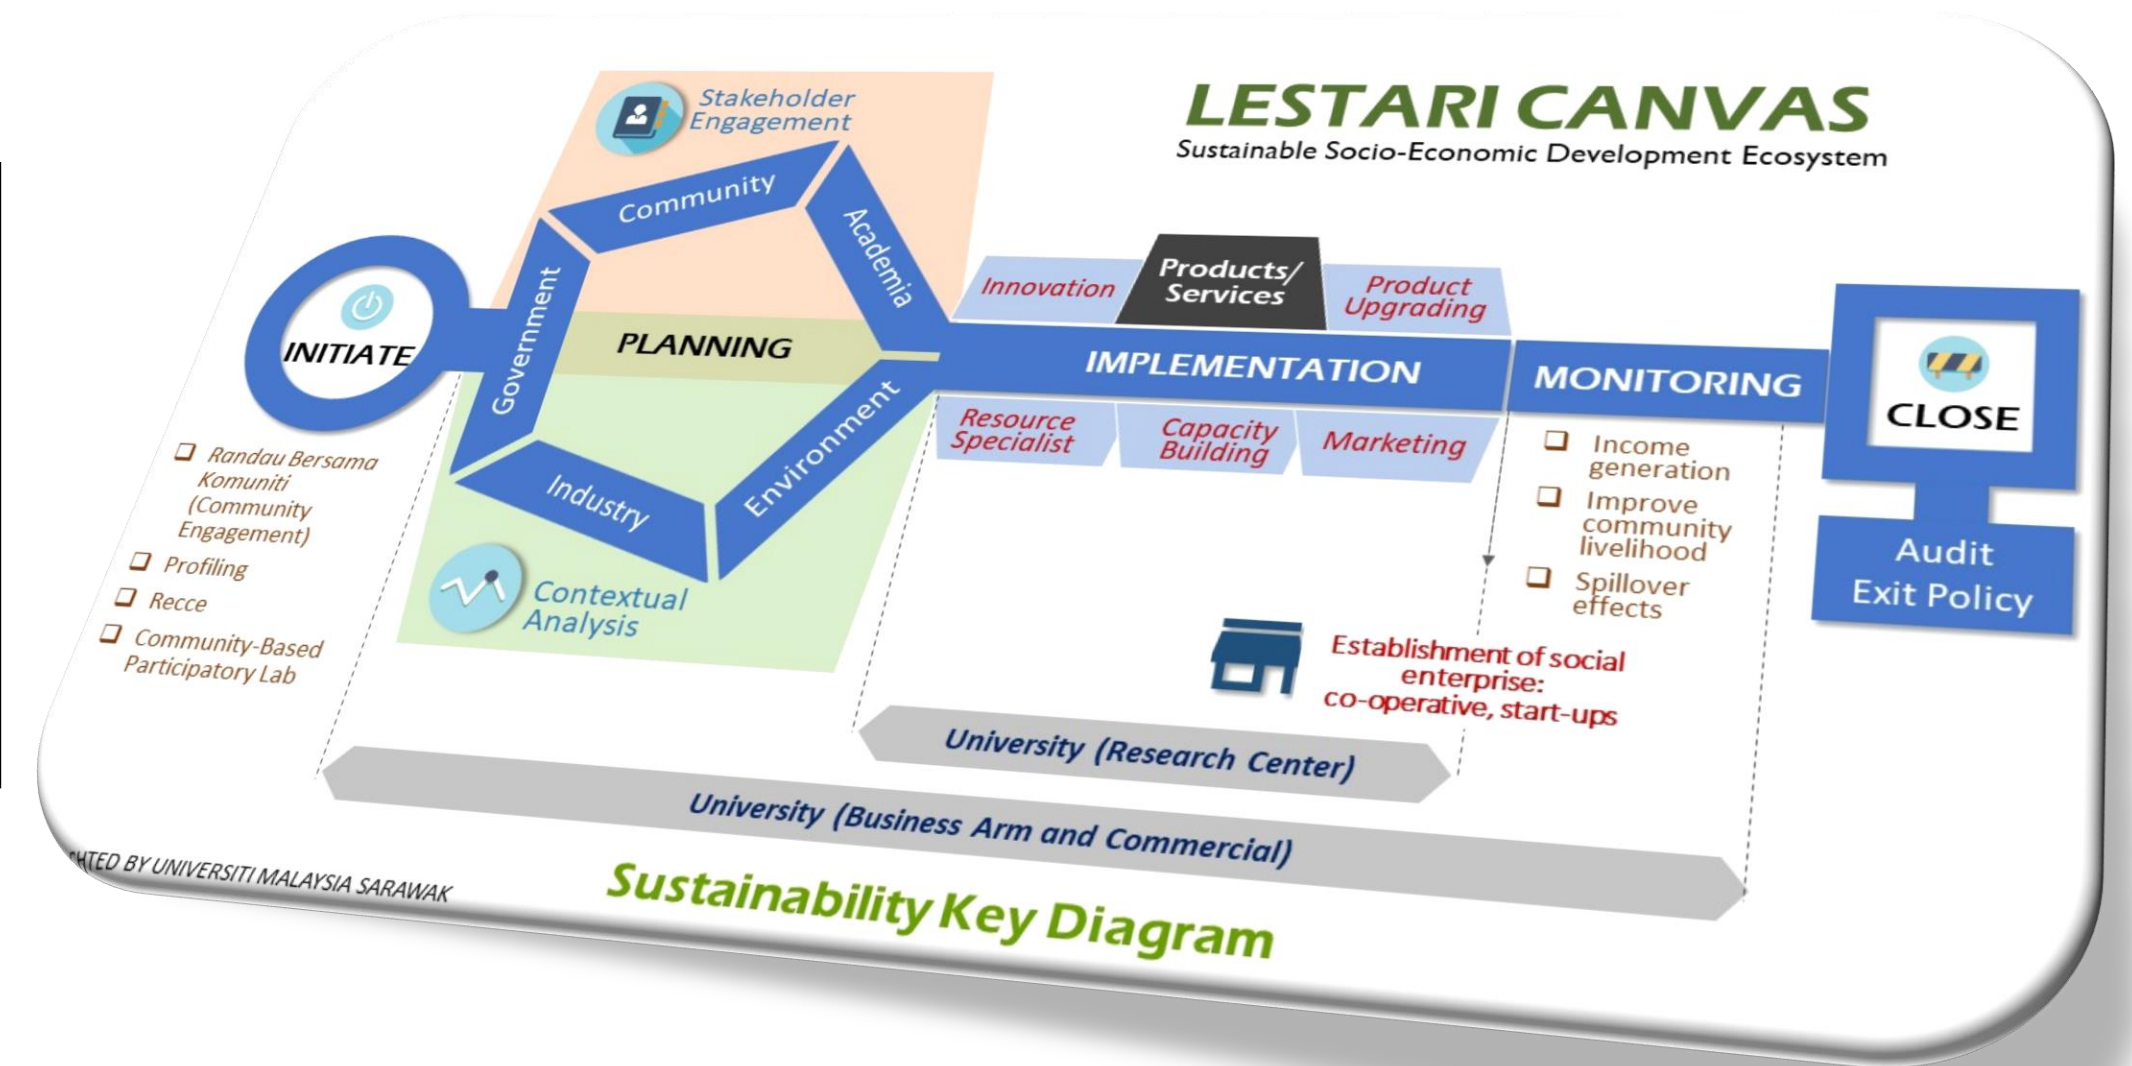 LESTARI CANVAS
Sustainable Socio-Economic Development Ecosystem
Stakeholder
Engagement
Community
Academia
Government
Industry
Environment
INITIATE
PLANNING
Innovation
Products/
Services
Product
Upgrading
IMPLEMENTATION
MONITORING
CLOSE
Resource
Specialist
Capacity
Building
Marketing
❑ Randau Bersama
Komuniti
(Community
Engagement)
❑ Profiling
❑ Recce
❑ Community-Based
Participatory Lab
Contextual
Analysis
❑ Income
generation
❑ Improve
community
livelihood
❑ Spillover
effects
Audit
Exit Policy
Establishment of social
enterprise:
co-operative, start-ups
University (Research Center)
University (Business Arm and Commercial)
BY UNIVERSITI MALAYSIA SARAWAK
Sustainability Key Diagram